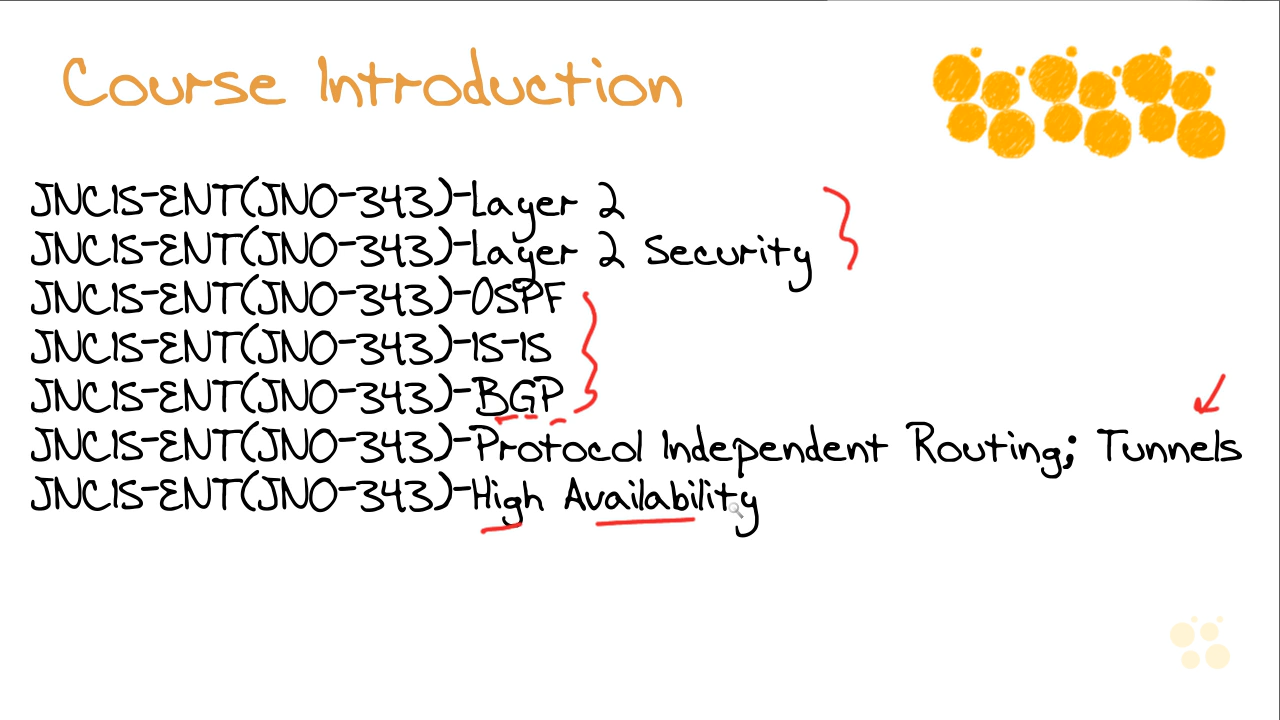 Course Introduction
JNCIS-ENT(JN0-343)-Layer 2
JNCIS-ENT(JN0-343)-Layer 2 Security
JNCIS-ENT(JN0-343)-OSPF
JNCIS-ENT(JN0-343)-IS-IS
JNCIS-ENT(JN0-343)-BGP
JNCIS-ENT(JN0-343)-Protocol Independent Routing; Tunnels
JNCIS-ENT(JN0-343)-High Availability